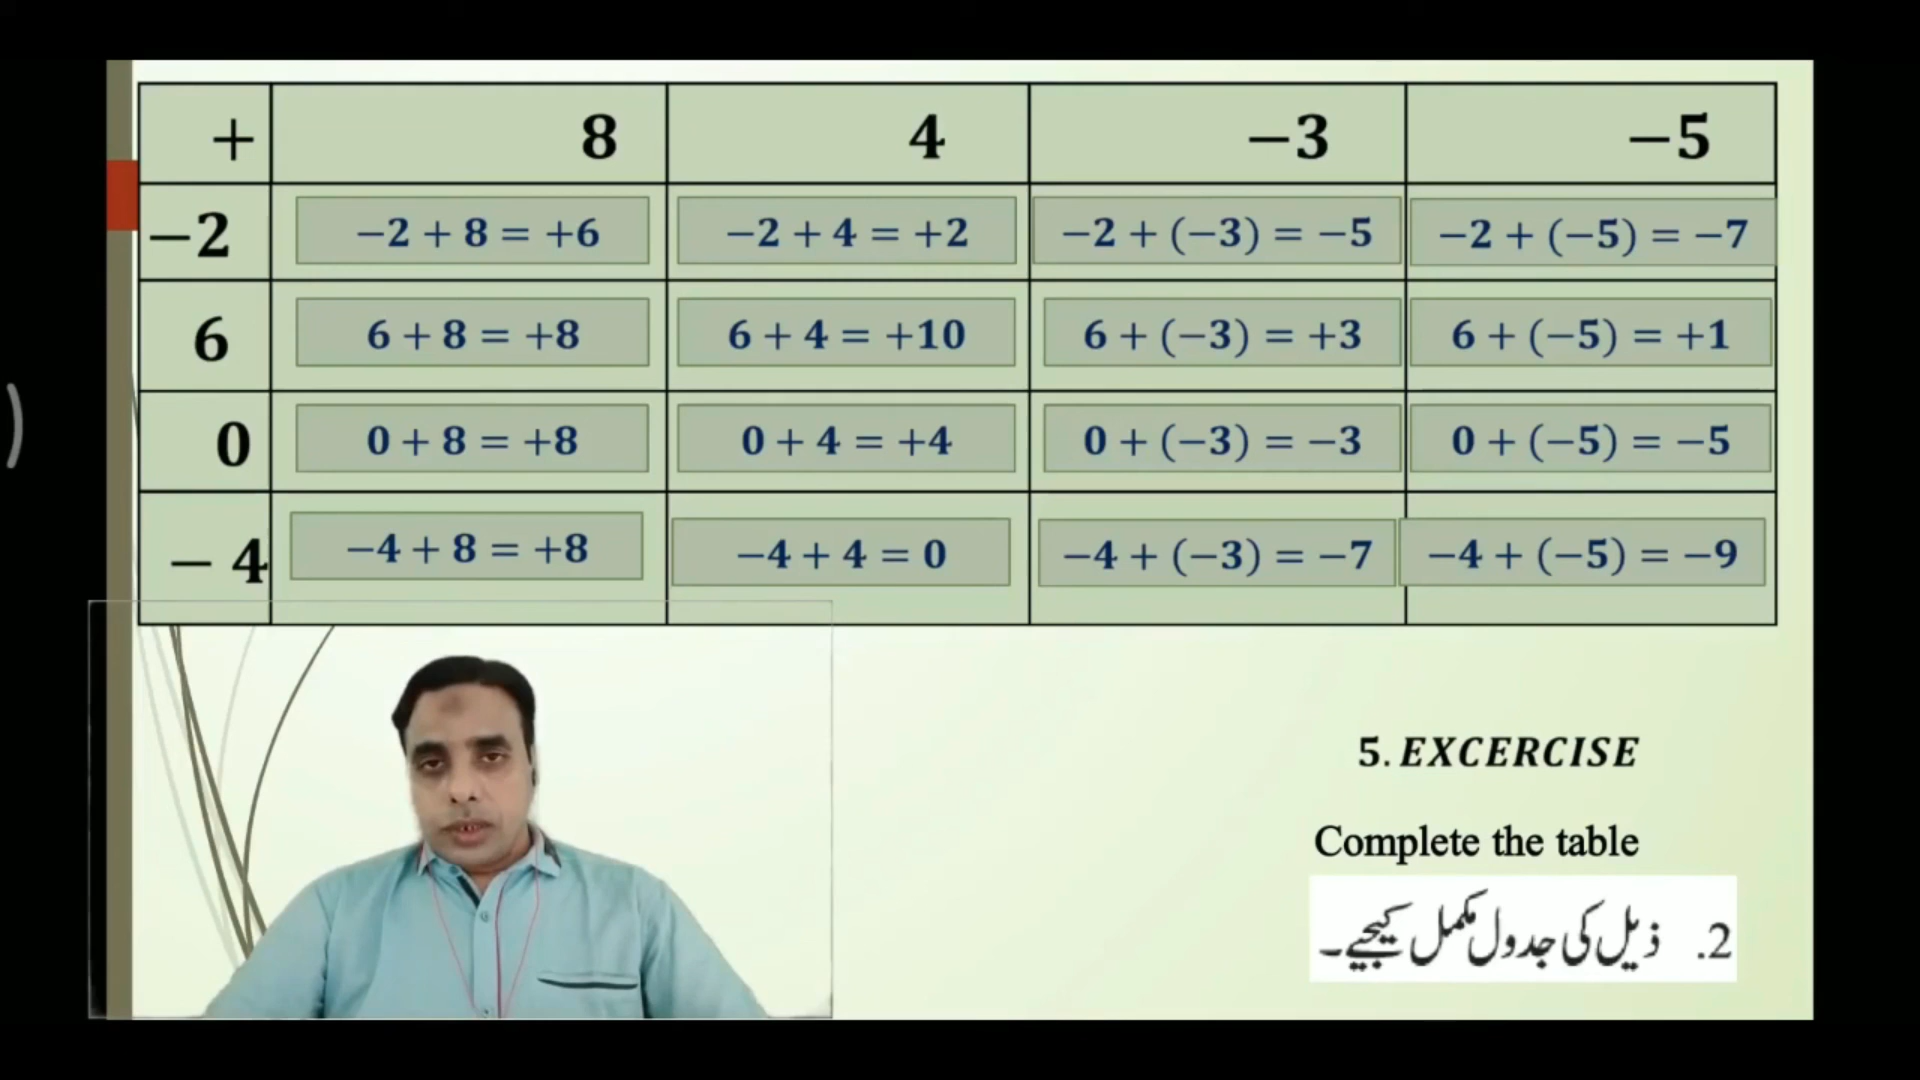 + 8 4 −3 −5
−2 −2 + 8 = +6 −2 + 4 = +2 −2 + (−3) = −5 −2 + (−5) = −7
6 6 + 8 = +8 6 + 4 = +10 6 + (−3) = +3 6 + (−5) = +1
0 0 + 8 = +8 0 + 4 = +4 0 + (−3) = −3 0 + (−5) = −5
− 4 −4 + 8 = +8 −4 + 4 = 0 −4 + (−3) = −7 −4 + (−5) = −9
5. EXCERCISE
Complete the table
2. ذیل کی جدول مکمل کیجیے۔